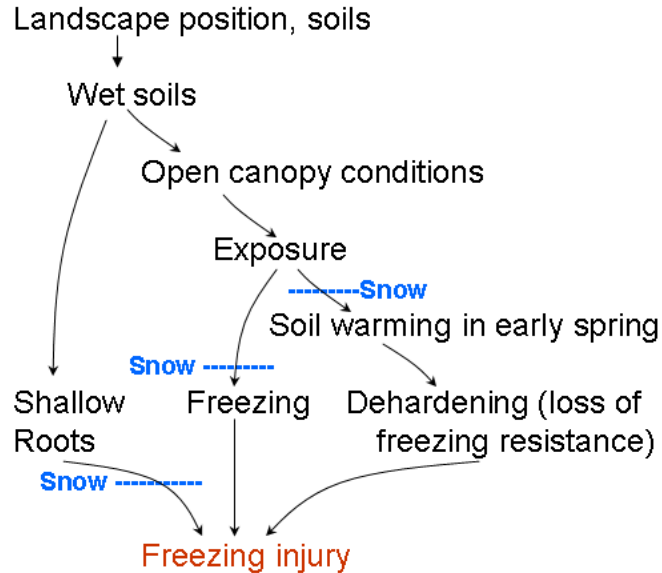 Landscape position, soils
Wet soils
Open canopy conditions
Exposure
---------Snow
Soil warming in early spring
Snow ---------
Shallow
Roots
Freezing
Dehardening (loss of
freezing resistance)
Snow -----------
Freezing injury